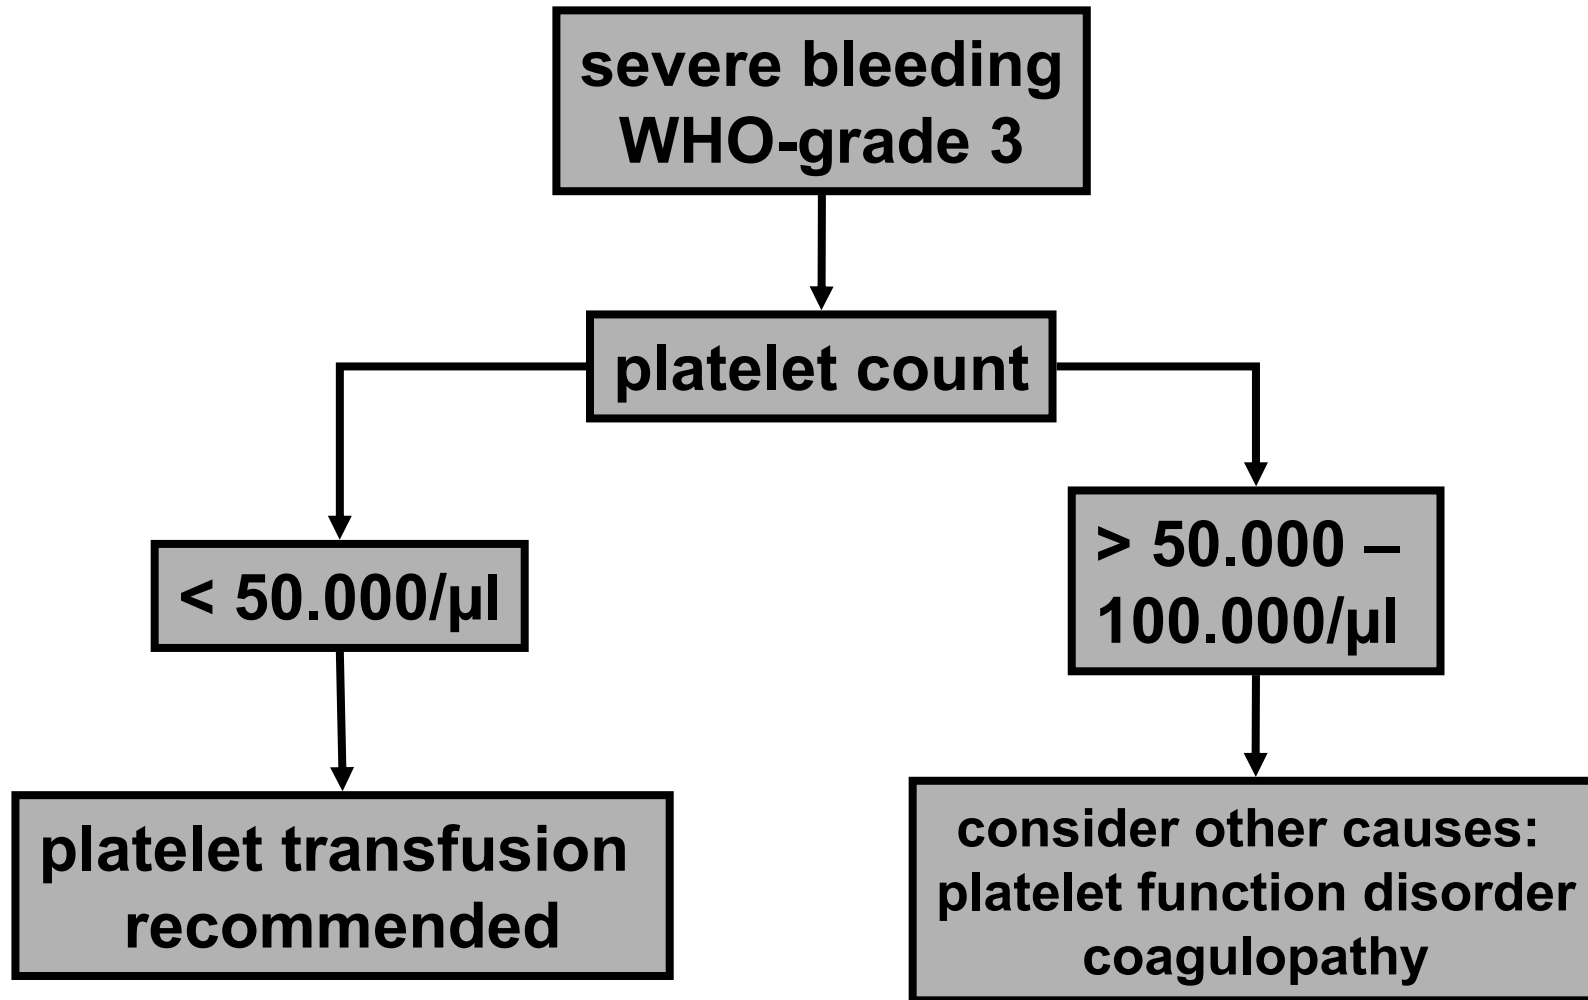 severe bleeding
WHO-grade 3
platelet count
< 50.000/µl
> 50.000 –
100.000/µl
platelet transfusion
recommended
consider other causes:
platelet function disorder
coagulopathy